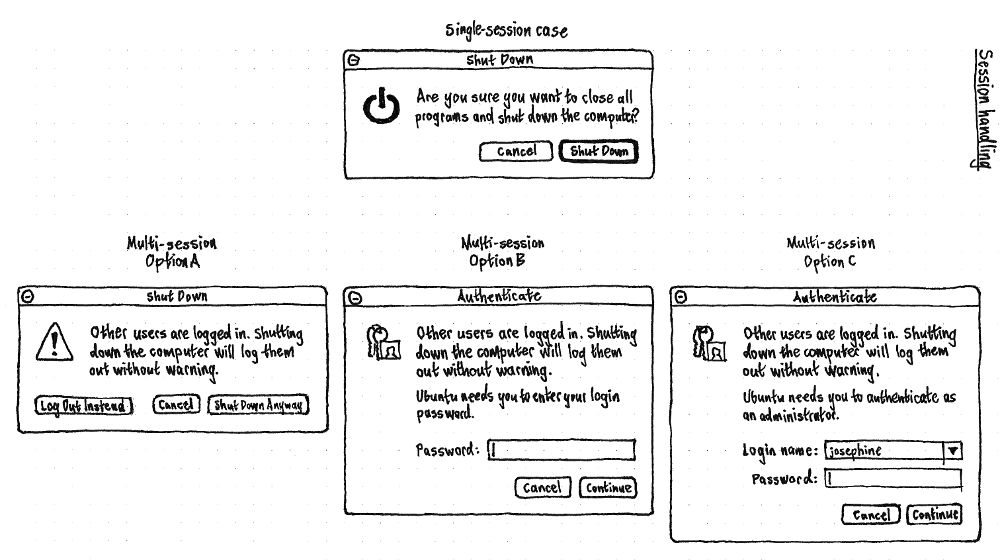 Single-session case
Shut Down
Are you sure you want to close all
programs and shut down the computer?
Cancel
Shut Down
Session handling
Multi-session
Option A
Shut Down
Other users are logged in. Shutting
down the computer will log them
out without warning.
Log Out Instead
Cancel
Shut Down Anyway
Multi-session
Option B
Authenticate
Other users are logged in. Shutting
down the computer will log them
out without warning.
Ubuntu needs you to enter your login
password.
Password:
Cancel
Continue
Multi-session
Option C
Authenticate
Other users are logged in. Shutting
down the computer will log them
out without warning.
Ubuntu needs you to authenticate as
an administrator.
Login name: josephine
Password:
Cancel
Continue